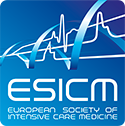 ESICM
EUROPEAN SOCIETY OF
INTENSIVE CARE MEDICINE